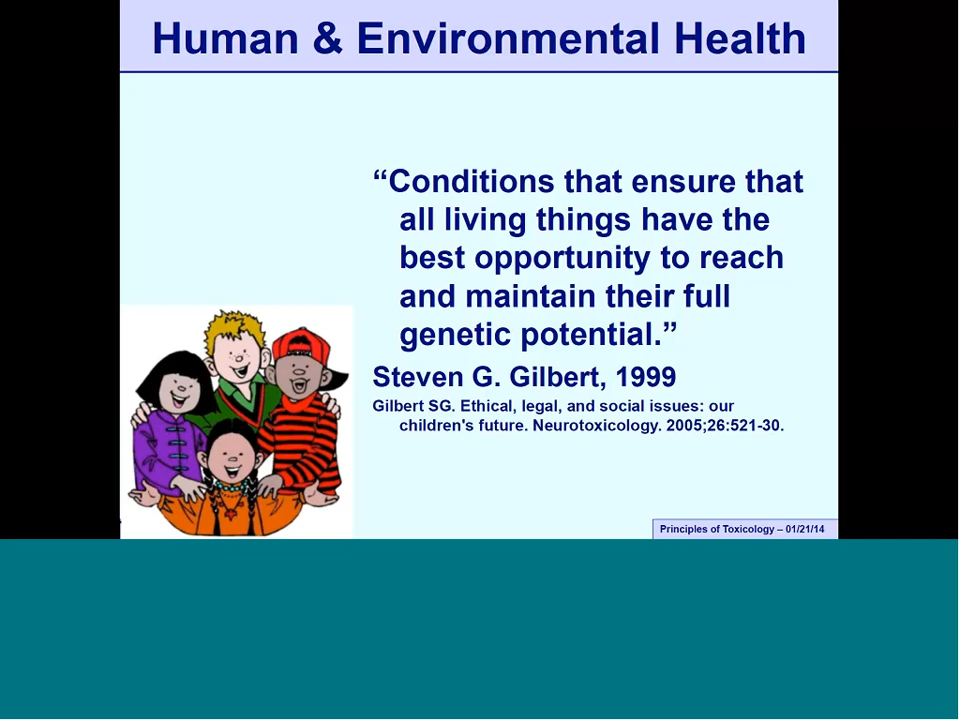 Human & Environmental Health
“Conditions that ensure that
all living things have the
best opportunity to reach
and maintain their full
genetic potential.”
Steven G. Gilbert, 1999
Gilbert SG. Ethical, legal, and social issues: our
children's future. Neurotoxicology. 2005;26:521-30.
Principles of Toxicology – 01/21/14